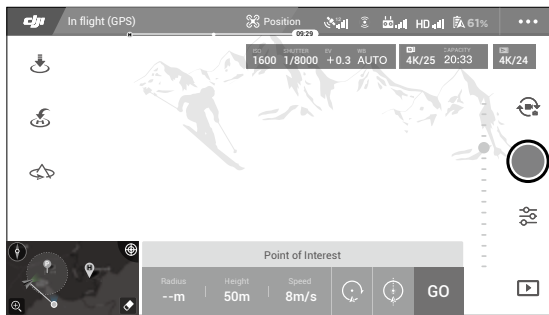 dji In flight (GPS) Position HD 61%
09:29
ISO SHUTTER EV WB CAPACITY
1600 1/8000 +0.3 AUTO 4K/25 20:33 4K/24
Point of Interest
Radius Height Speed
--m 50m 8m/s GO
P
H